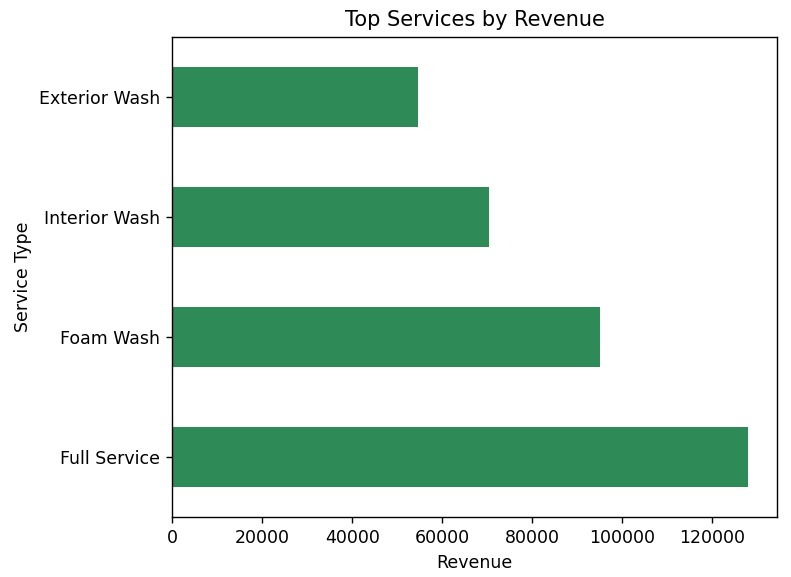 Top Services by Revenue
Service Type
Exterior Wash
Interior Wash
Foam Wash
Full Service
0 20000 40000 60000 80000 100000 120000
Revenue